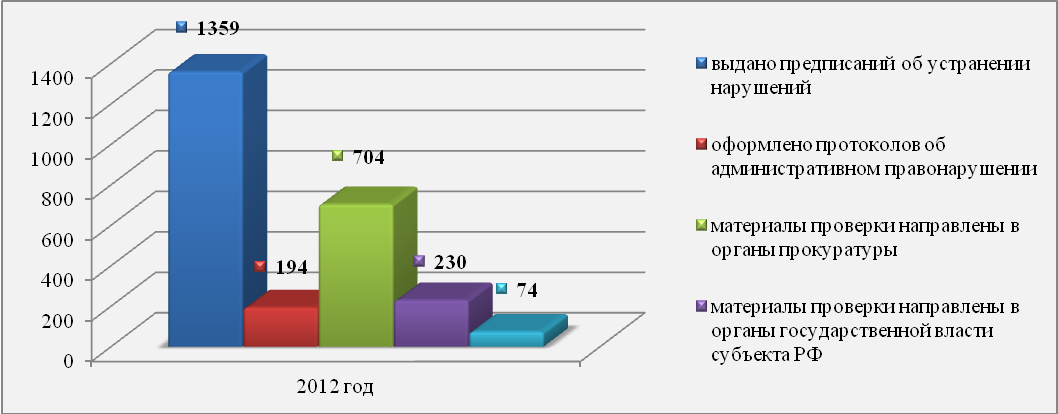 1359
704
194
230
74
1400
1200
1000
800
600
400
200
0
2012 год
выдано предписаний об устранении
нарушений
оформлено протоколов об
административном правонарушении
материалы проверки направлены в
органы прокуратуры
материалы проверки направлены в
органы государственной власти
субъекта РФ